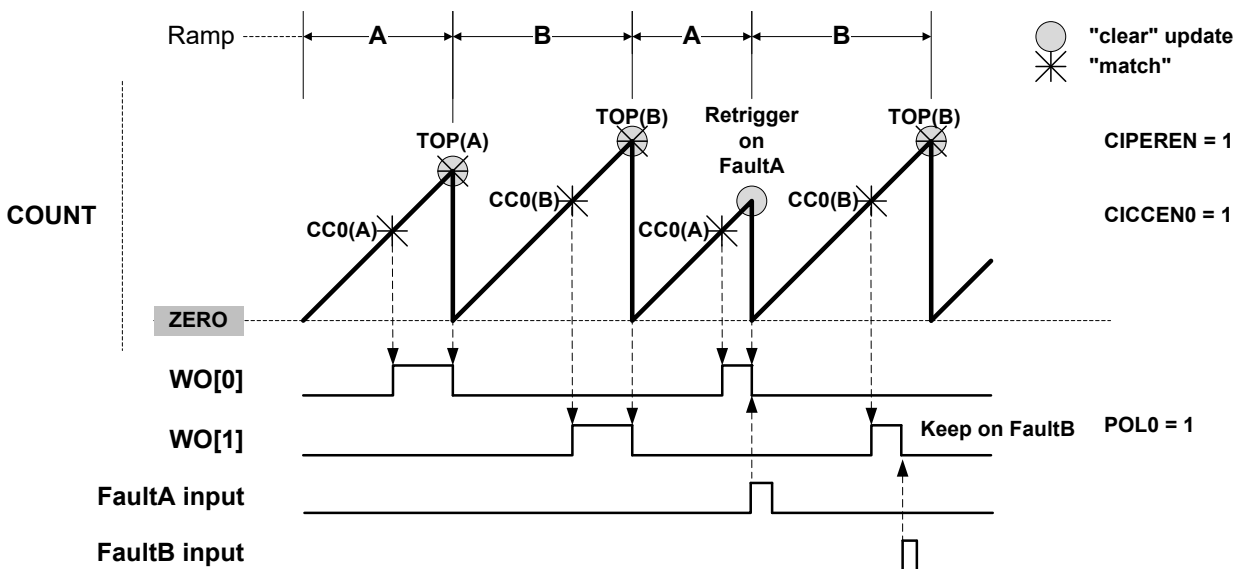 Ramp
A
B
A
B
"clear" update
"match"
TOP(A)
TOP(B)
Retrigger
on
FaultA
TOP(B)
CIPEREN = 1
COUNT
CC0(A)
CC0(B)
CC0(A)
CC0(B)
CICCEN0 = 1
ZERO
WO[0]
WO[1]
Keep on FaultB
POL0 = 1
FaultA input
FaultB input